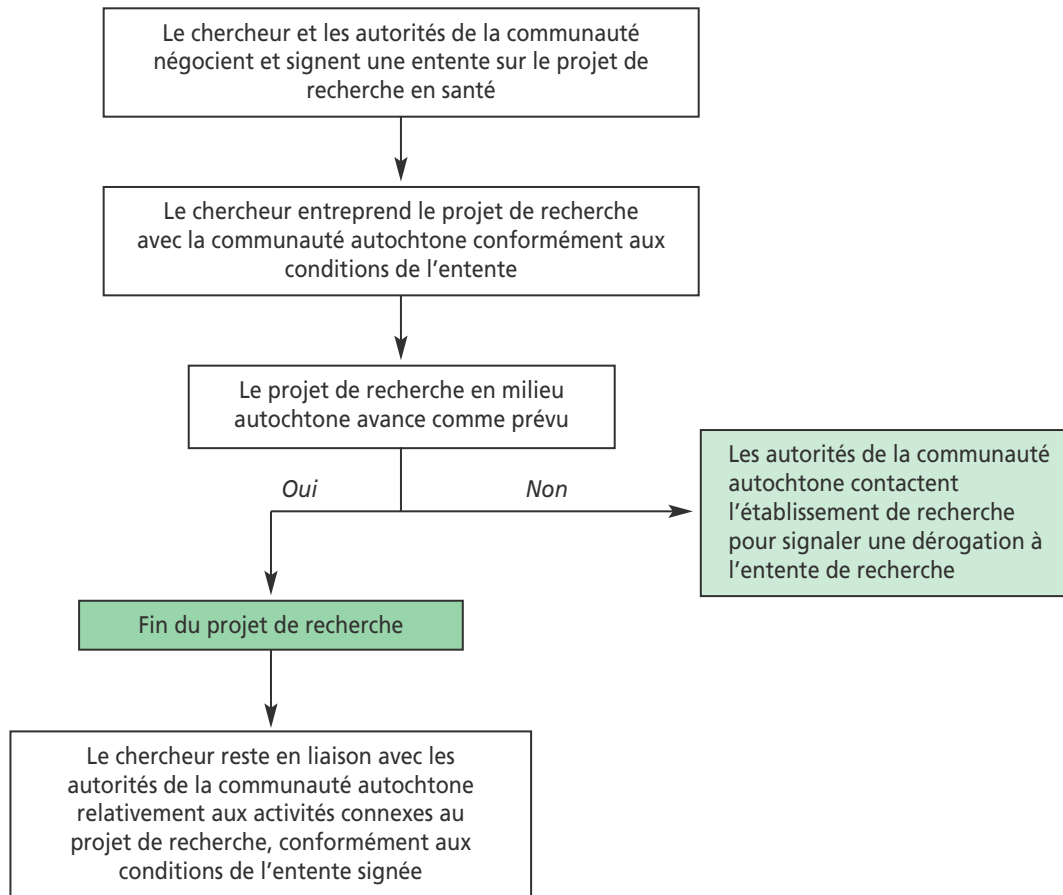 Le chercheur et les autorités de la communauté
négocient et signent une entente sur le projet de
recherche en santé
Le chercheur entreprend le projet de recherche
avec la communauté autochtone conformément aux
conditions de l’entente
Le projet de recherche en milieu
autochtone avance comme prévu
Oui
Non
Les autorités de la communauté
autochtone contactent
l’établissement de recherche
pour signaler une dérogation à
l’entente de recherche
Fin du projet de recherche
Le chercheur reste en liaison avec les
autorités de la communauté autochtone
relativement aux activités connexes au
projet de recherche, conformément aux
conditions de l’entente signée